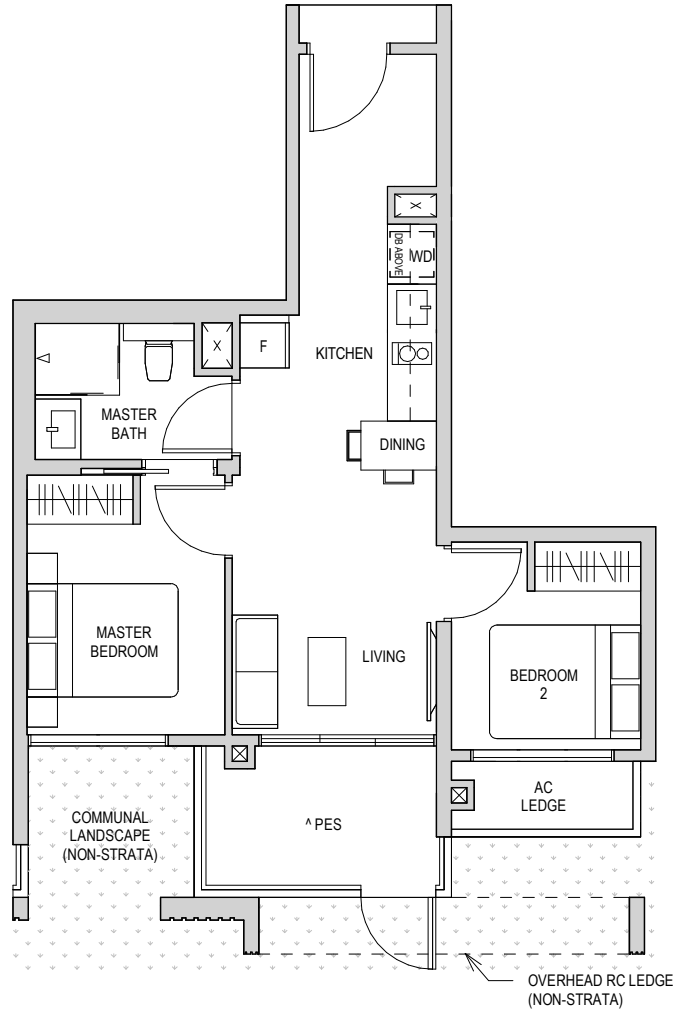 X
DB ABOVE
WD
X
F
KITCHEN
MASTER
BATH
DINING
MASTER
BEDROOM
LIVING
BEDROOM
2
AC
LEDGE
COMMUNAL
LANDSCAPE
(NON-STRATA)
^ PES
OVERHEAD RC LEDGE
(NON-STRATA)